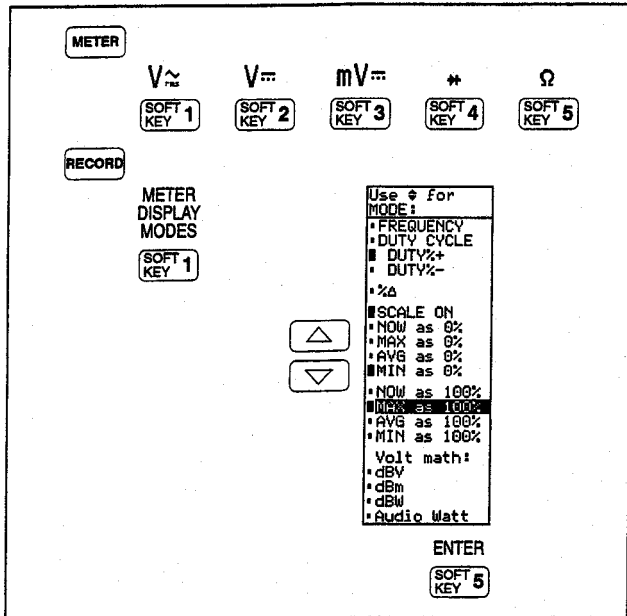 METER
V~ rms V⎓ mV⎓ Ω
SOFT KEY 1 SOFT KEY 2 SOFT KEY 3 SOFT KEY 4 SOFT KEY 5
RECORD
METER
DISPLAY
MODES
SOFT KEY 1
Use ♦ for
MODE:
FREQUENCY
DUTY CYCLE
DUTY%+
DUTY%-
%Δ
SCALE ON
NOW as 0%
MAX as 0%
AVG as 0%
MIN as 0%
NOW as 100%
MAX as 100%
AVG as 100%
MIN as 100%
Volt math:
dBV
dBm
dBW
Audio Watt
ENTER
SOFT KEY 5